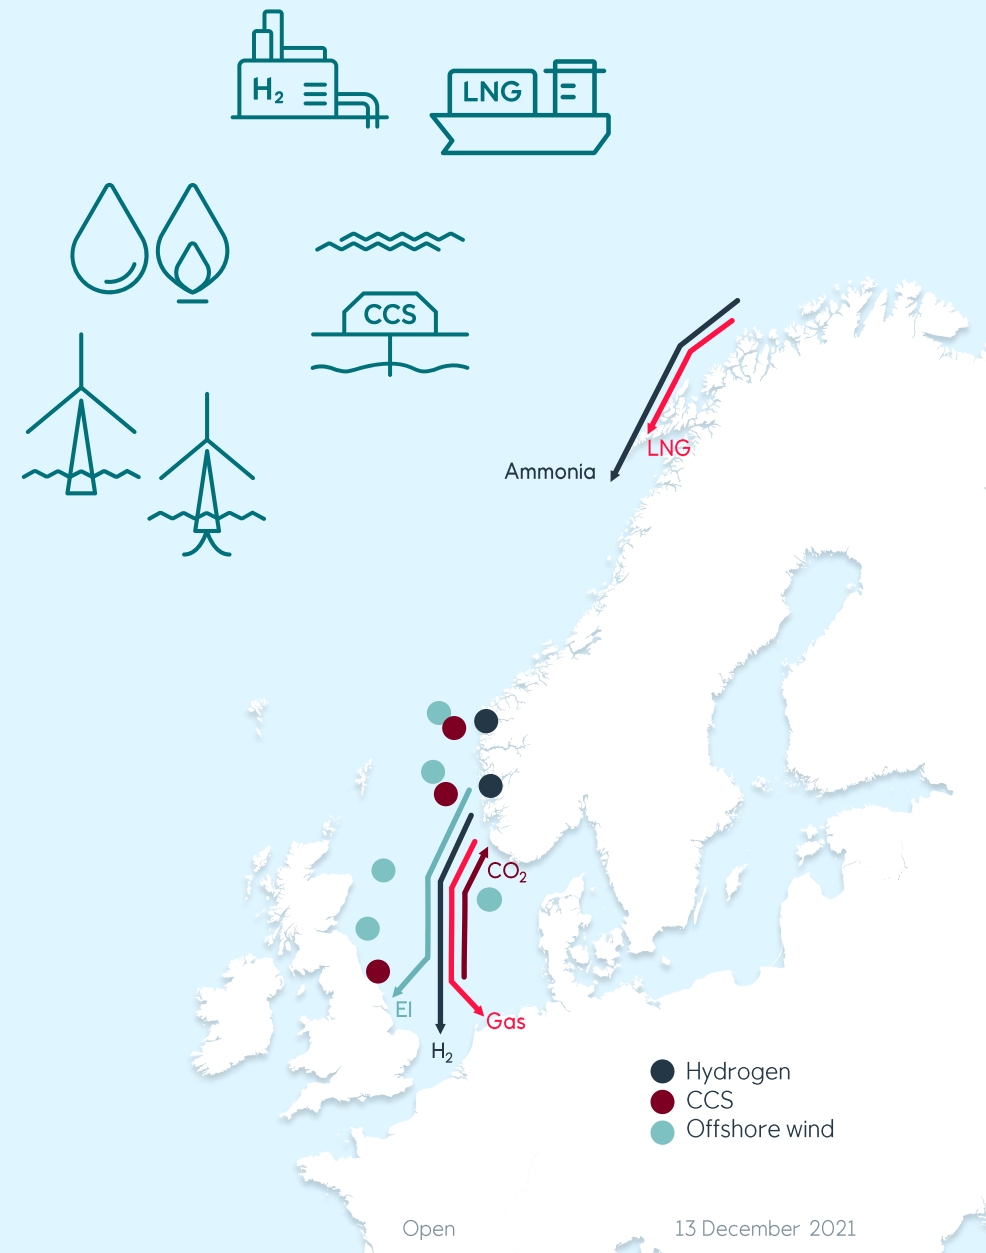 H₂
LNG
CCS
LNG
Ammonia
CO₂
El
Gas
H₂
Hydrogen
CCS
Offshore wind
Open
13 December 2021